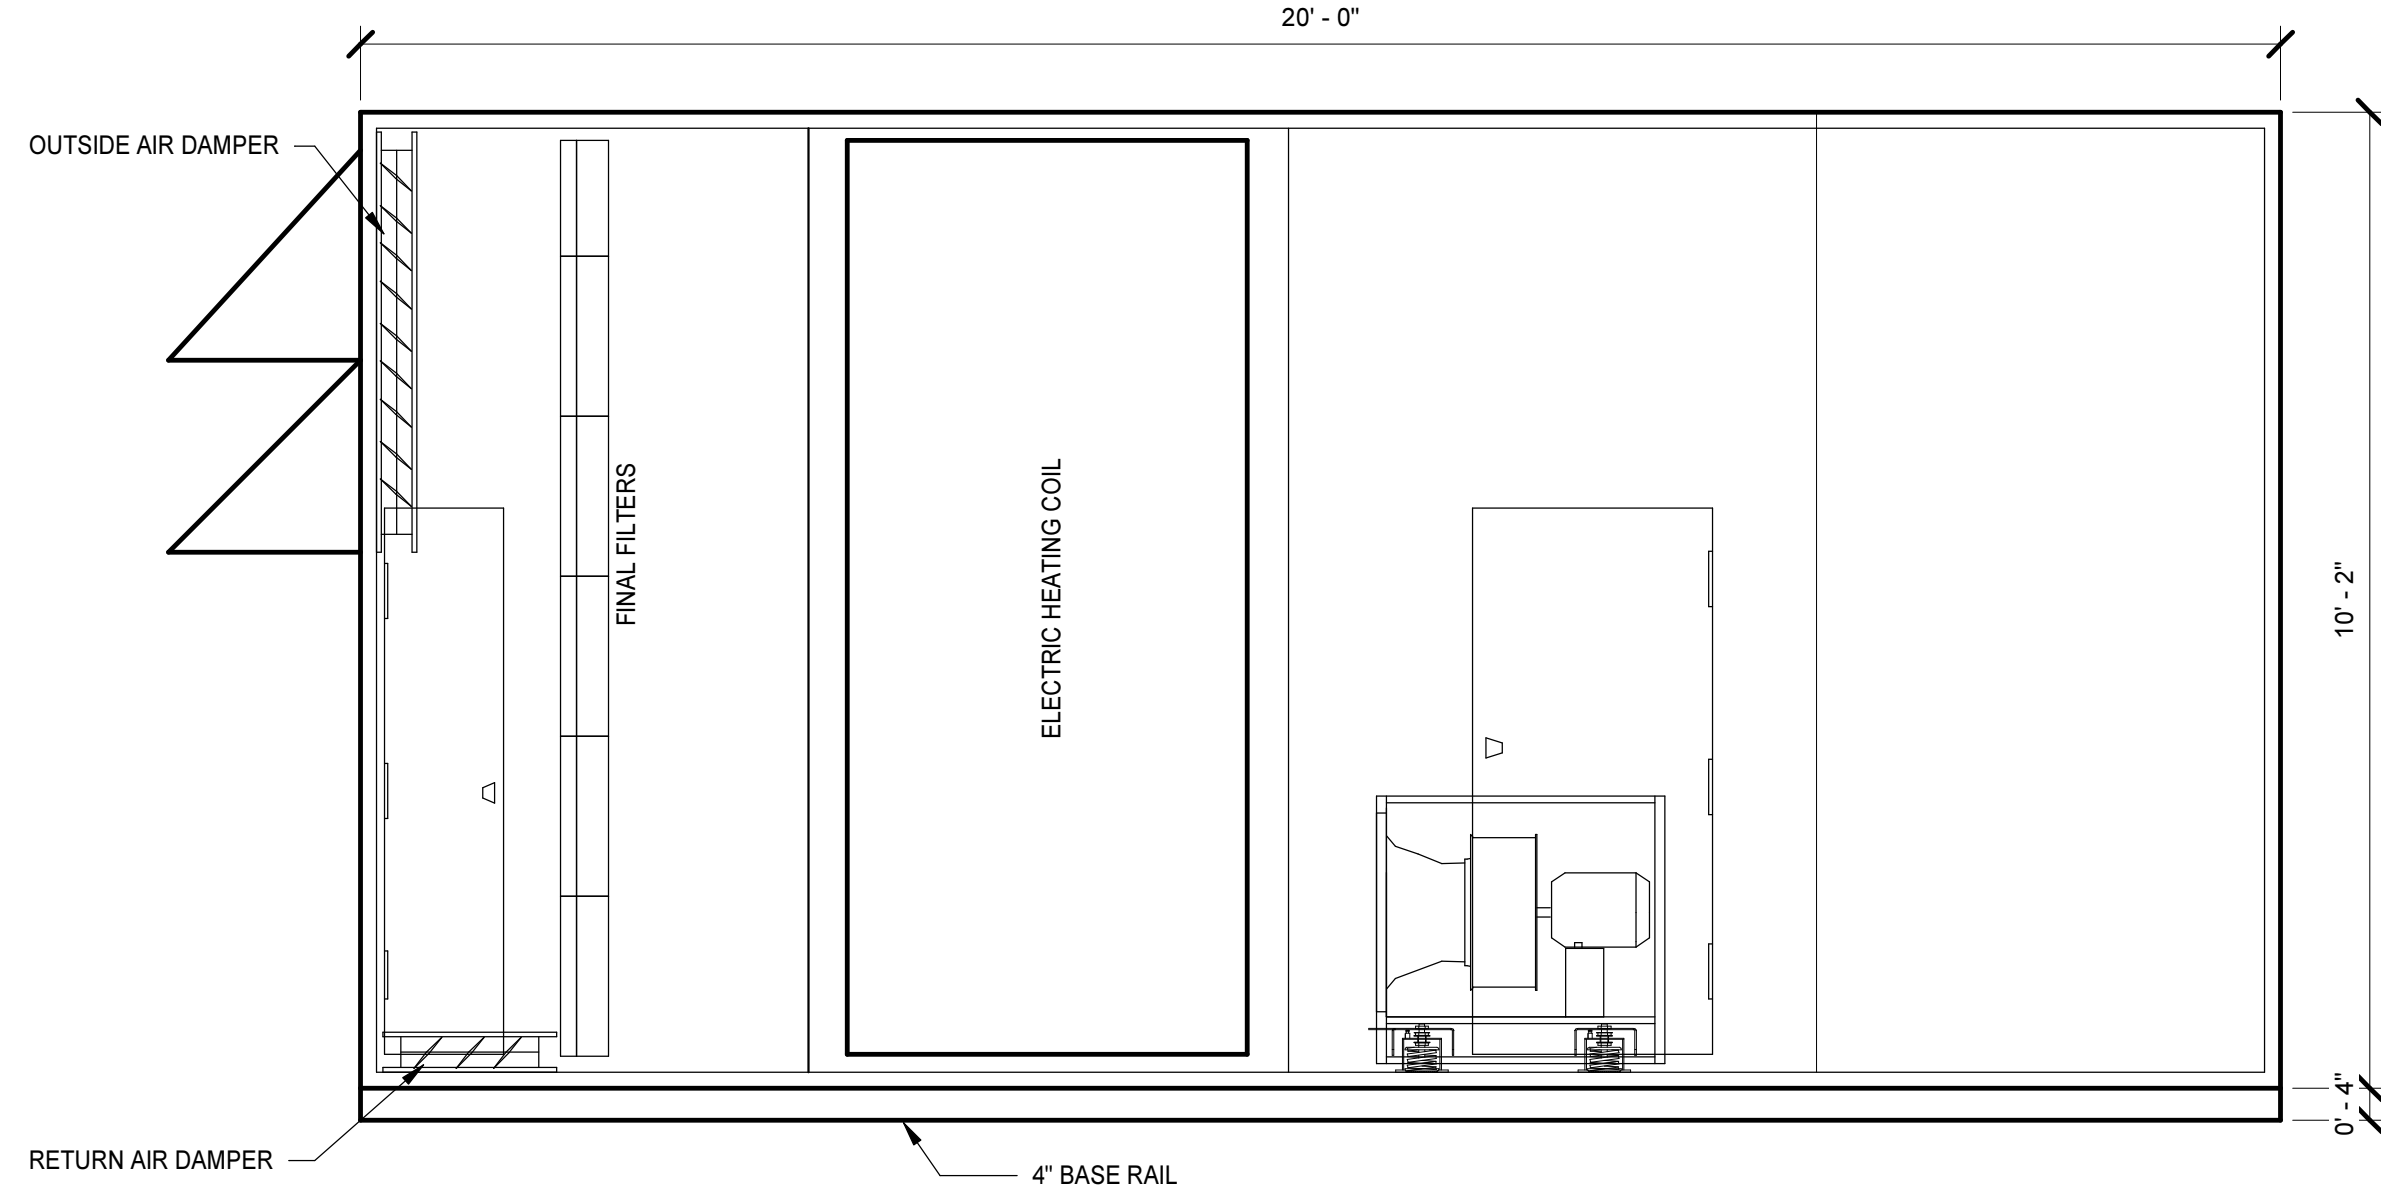 20' - 0"
OUTSIDE AIR DAMPER
FINAL FILTERS
ELECTRIC HEATING COIL
10' - 2"
0' - 4"
RETURN AIR DAMPER
4" BASE RAIL